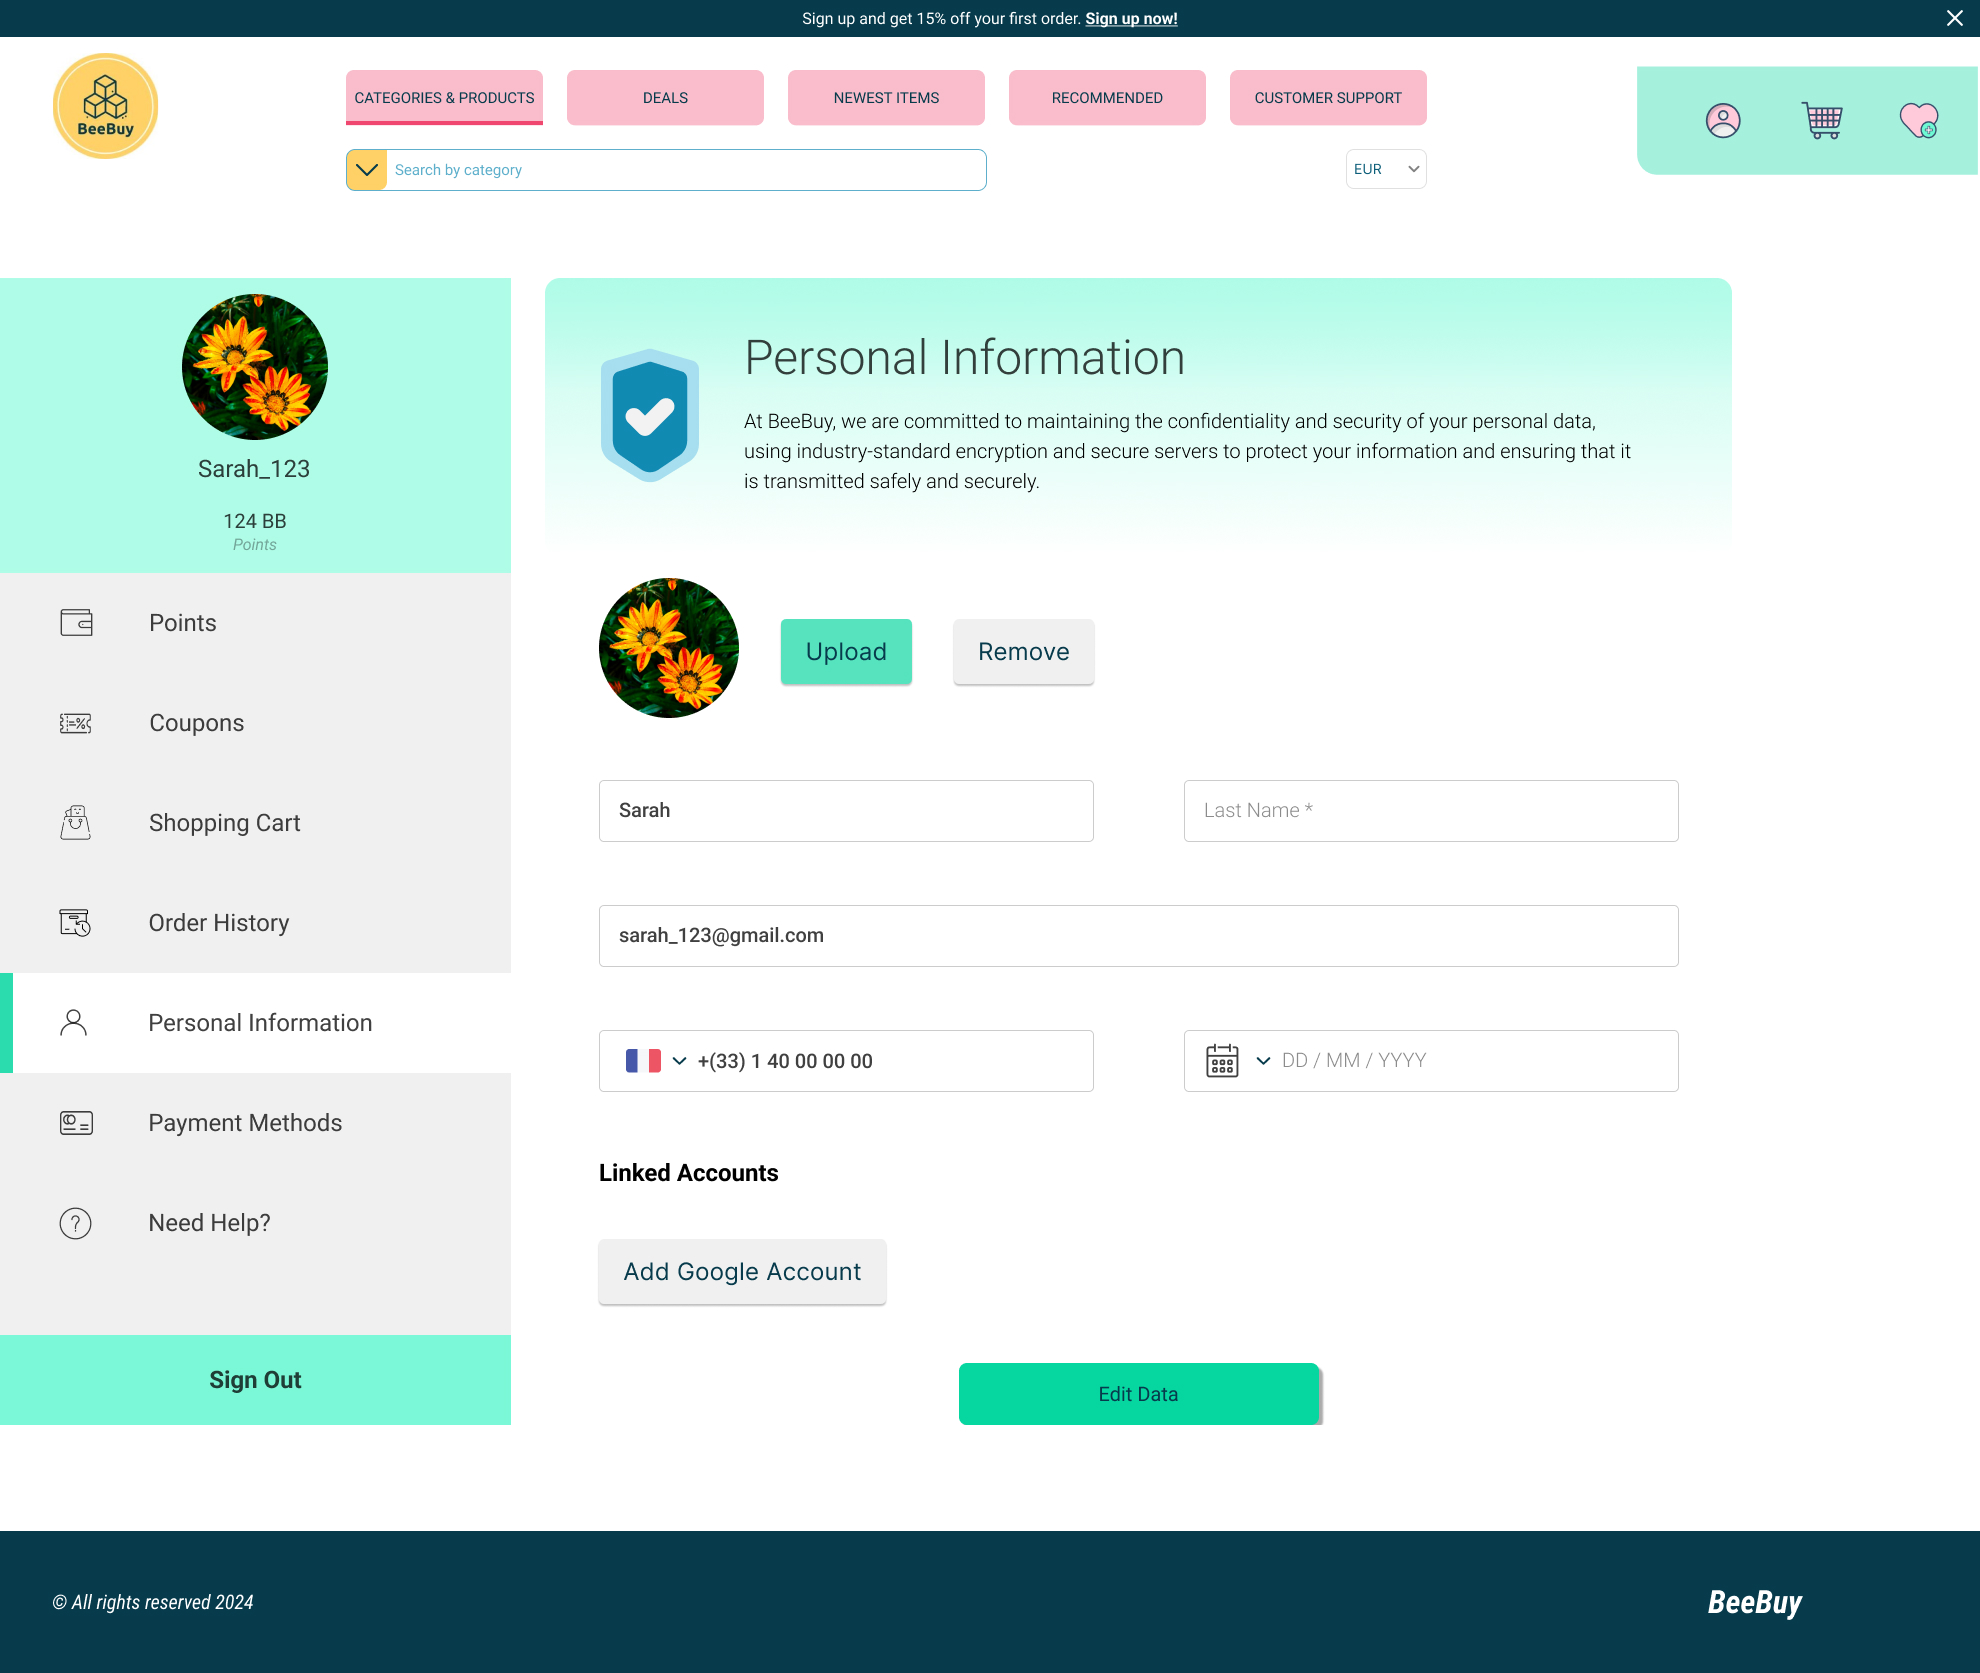 Sign up and get 15% off your first order. Sign up now!
BeeBuy
CATEGORIES & PRODUCTS
DEALS
NEWEST ITEMS
RECOMMENDED
CUSTOMER SUPPORT
Search by category
EUR
Sarah_123
124 BB
Points
Points
Coupons
Shopping Cart
Order History
Personal Information
Payment Methods
Need Help?
Sign Out
Personal Information
At BeeBuy, we are committed to maintaining the confidentiality and security of your personal data,
using industry-standard encryption and secure servers to protect your information and ensuring that it
is transmitted safely and securely.
Upload
Remove
Sarah
Last Name *
sarah_123@gmail.com
+(33) 1 40 00 00 00
DD / MM / YYYY
Linked Accounts
Add Google Account
Edit Data
© All rights reserved 2024
BeeBuy